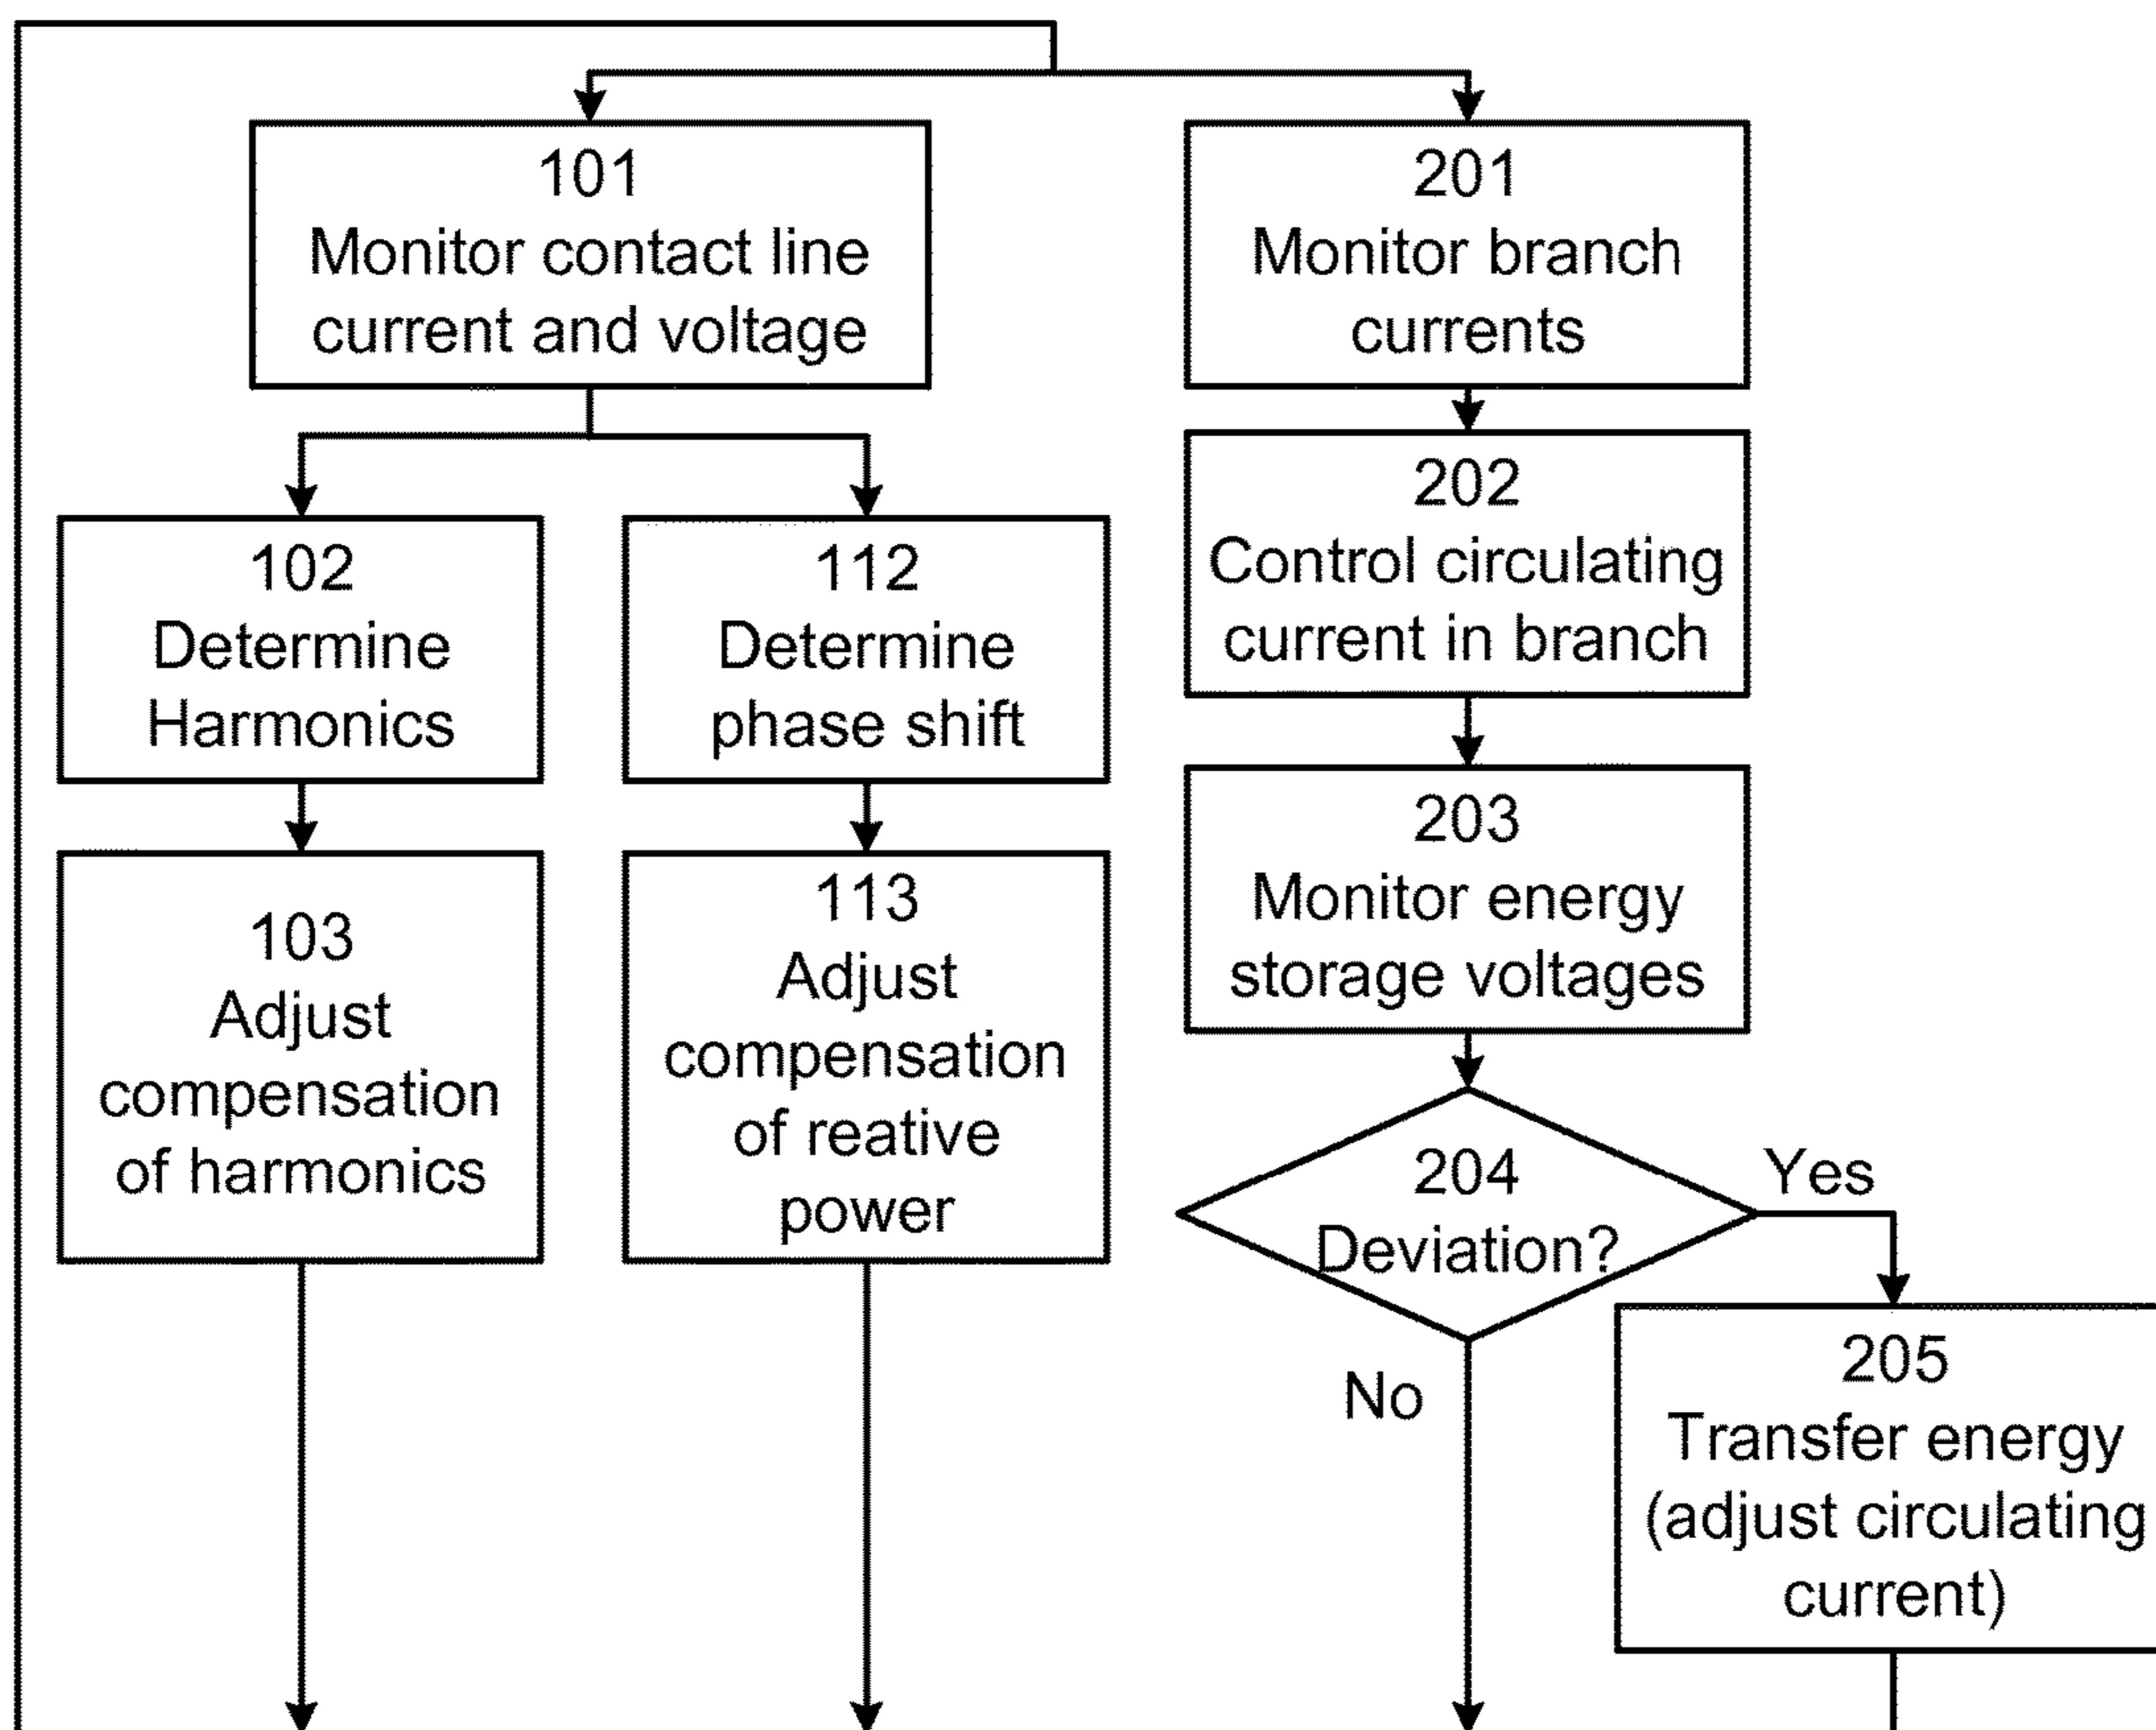 101
Monitor contact line
current and voltage
201
Monitor branch
currents
102
Determine
Harmonics
112
Determine
phase shift
202
Control circulating
current in branch
103
Adjust
compensation
of harmonics
113
Adjust
compensation
of reative
power
203
Monitor energy
storage voltages
204
Deviation?
Yes
No
205
Transfer energy
(adjust circulating
current)